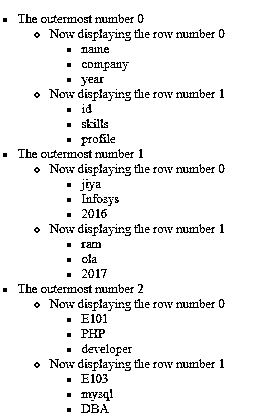 The outermost number 0
Now displaying the row number 0
name
company
year
Now displaying the row number 1
id
skills
profile
The outermost number 1
Now displaying the row number 0
jiya
Infosys
2016
Now displaying the row number 1
ram
ola
2017
The outermost number 2
Now displaying the row number 0
E101
PHP
developer
Now displaying the row number 1
E103
mysql
DBA